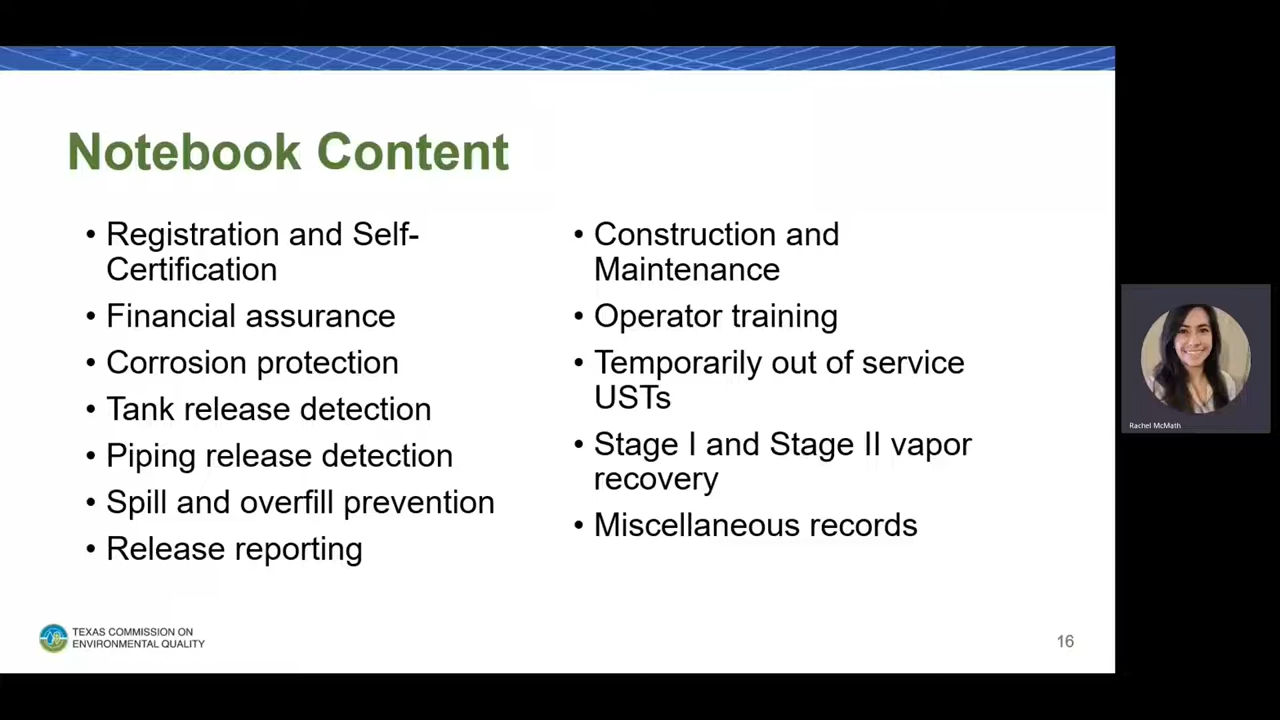 Notebook Content
• Registration and Self-
Certification
• Financial assurance
• Corrosion protection
• Tank release detection
• Piping release detection
• Spill and overfill prevention
• Release reporting
• Construction and
Maintenance
• Operator training
• Temporarily out of service
USTs
• Stage I and Stage II vapor
recovery
• Miscellaneous records
TEXAS COMMISSION ON
ENVIRONMENTAL QUALITY
16
Rachel McMath